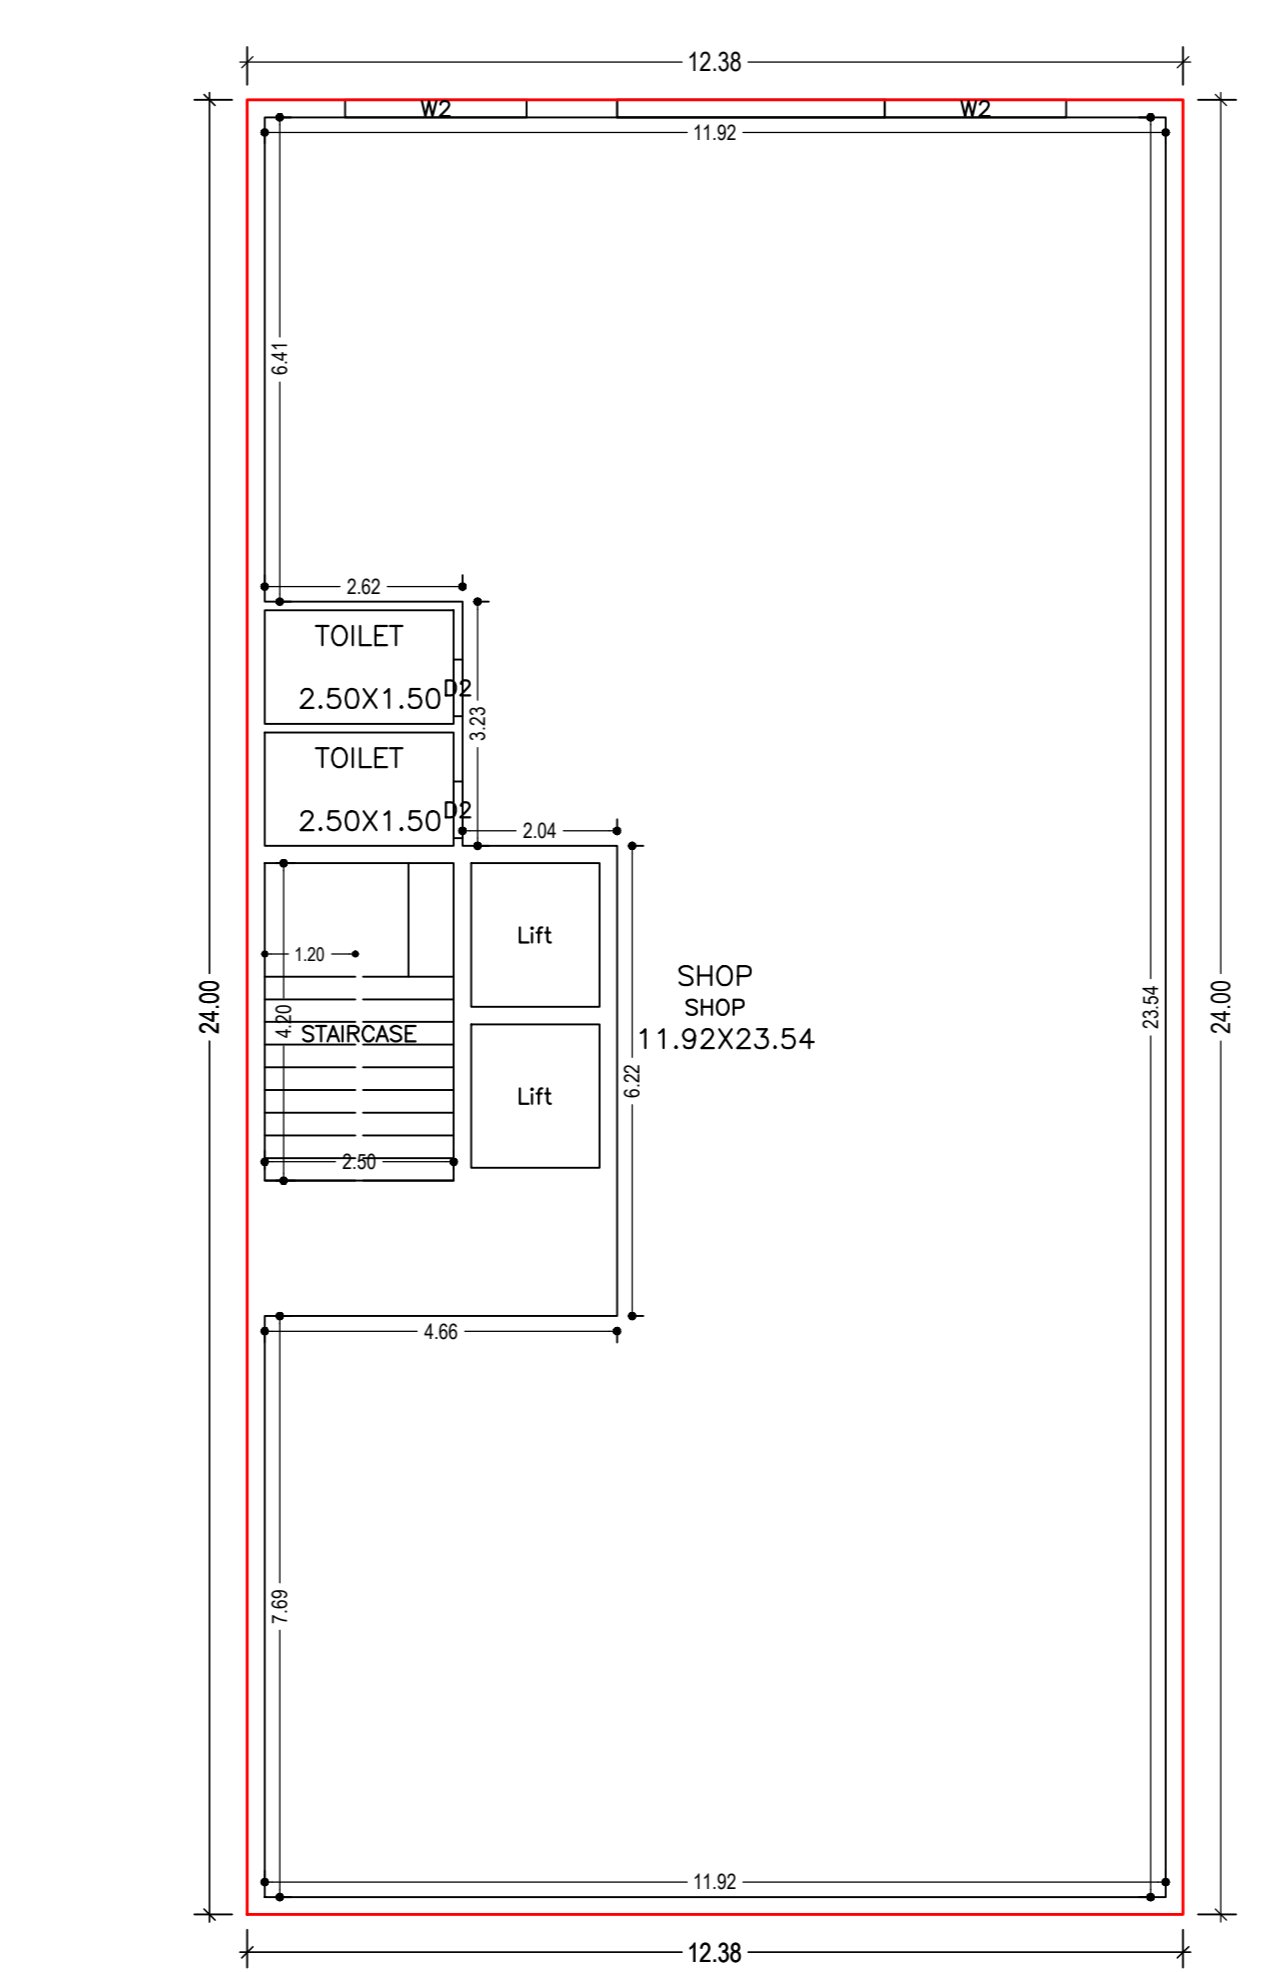 12.38
W2
W2
11.92
6.41
2.62
TOILET
2.50X1.50
D2
3.23
TOILET
2.50X1.50
D2
2.04
Lift
1.20
SHOP
SHOP
11.92X23.54
24.00
4.20
STAIRCASE
23.54
24.00
Lift
6.22
2.50
4.66
7.69
11.92
12.38